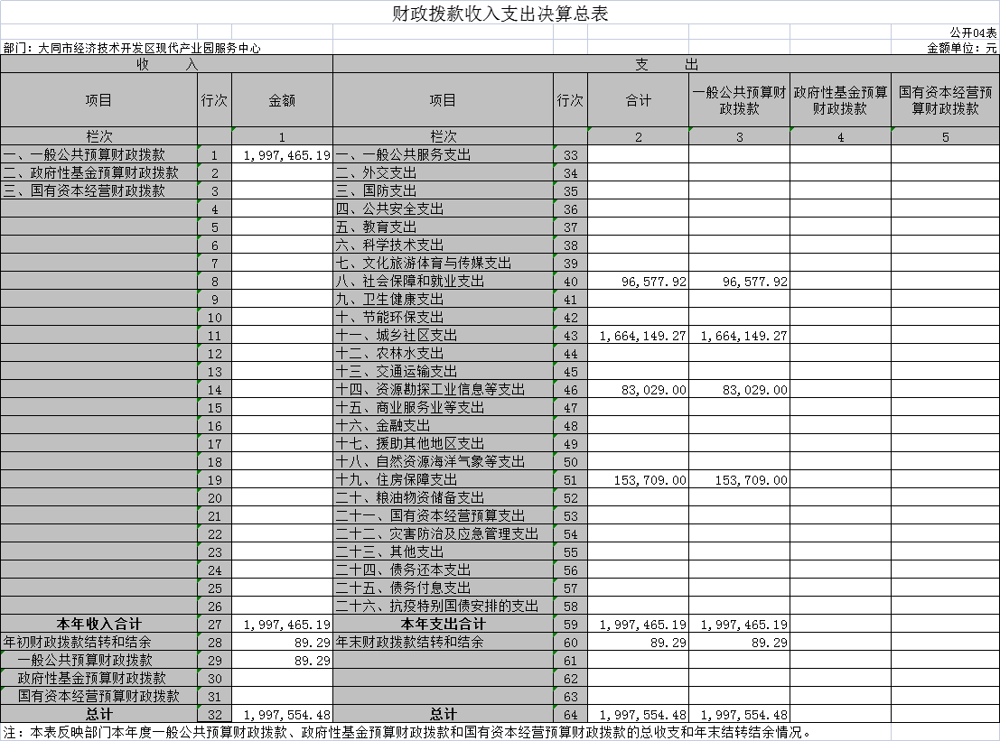 财政拨款收入支出决算总表
公开04表
部门：大同市经济技术开发区现代产业园服务中心 金额单位：元
收 入 支 出
项目 行次 金额 项目 行次 合计 一般公共预算财政拨款 政府性基金预算财政拨款 国有资本经营预算财政拨款
栏次 1 栏次 2 3 4 5
一、一般公共预算财政拨款 1 1,997,465.19 一、一般公共服务支出 33
二、政府性基金预算财政拨款 2 二、外交支出 34
三、国有资本经营财政拨款 3 三、国防支出 35
4 四、公共安全支出 36
5 五、教育支出 37
6 六、科学技术支出 38
7 七、文化旅游体育与传媒支出 39
8 八、社会保障和就业支出 40 96,577.92 96,577.92
9 九、卫生健康支出 41
10 十、节能环保支出 42
11 十一、城乡社区支出 43 1,664,149.27 1,664,149.27
12 十二、农林水支出 44
13 十三、交通运输支出 45
14 十四、资源勘探工业信息等支出 46 83,029.00 83,029.00
15 十五、商业服务业等支出 47
16 十六、金融支出 48
17 十七、援助其他地区支出 49
18 十八、自然资源海洋气象等支出 50
19 十九、住房保障支出 51 153,709.00 153,709.00
20 二十、粮油物资储备支出 52
21 二十一、国有资本经营预算支出 53
22 二十二、灾害防治及应急管理支出 54
23 二十三、其他支出 55
24 二十四、债务还本支出 56
25 二十五、债务付息支出 57
26 二十六、抗疫特别国债安排的支出 58
本年收入合计 27 1,997,465.19 本年支出合计 59 1,997,465.19 1,997,465.19
年初财政拨款结转和结余 28 89.29 年末财政拨款结转和结余 60 89.29 89.29
一般公共预算财政拨款 29 89.29 61
政府性基金预算财政拨款 30 62
国有资本经营预算财政拨款 31 63
总计 32 1,997,554.48 总计 64 1,997,554.48 1,997,554.48
注：本表反映部门本年度一般公共预算财政拨款、政府性基金预算财政拨款和国有资本经营预算财政拨款的总收支和年末结转结余情况。